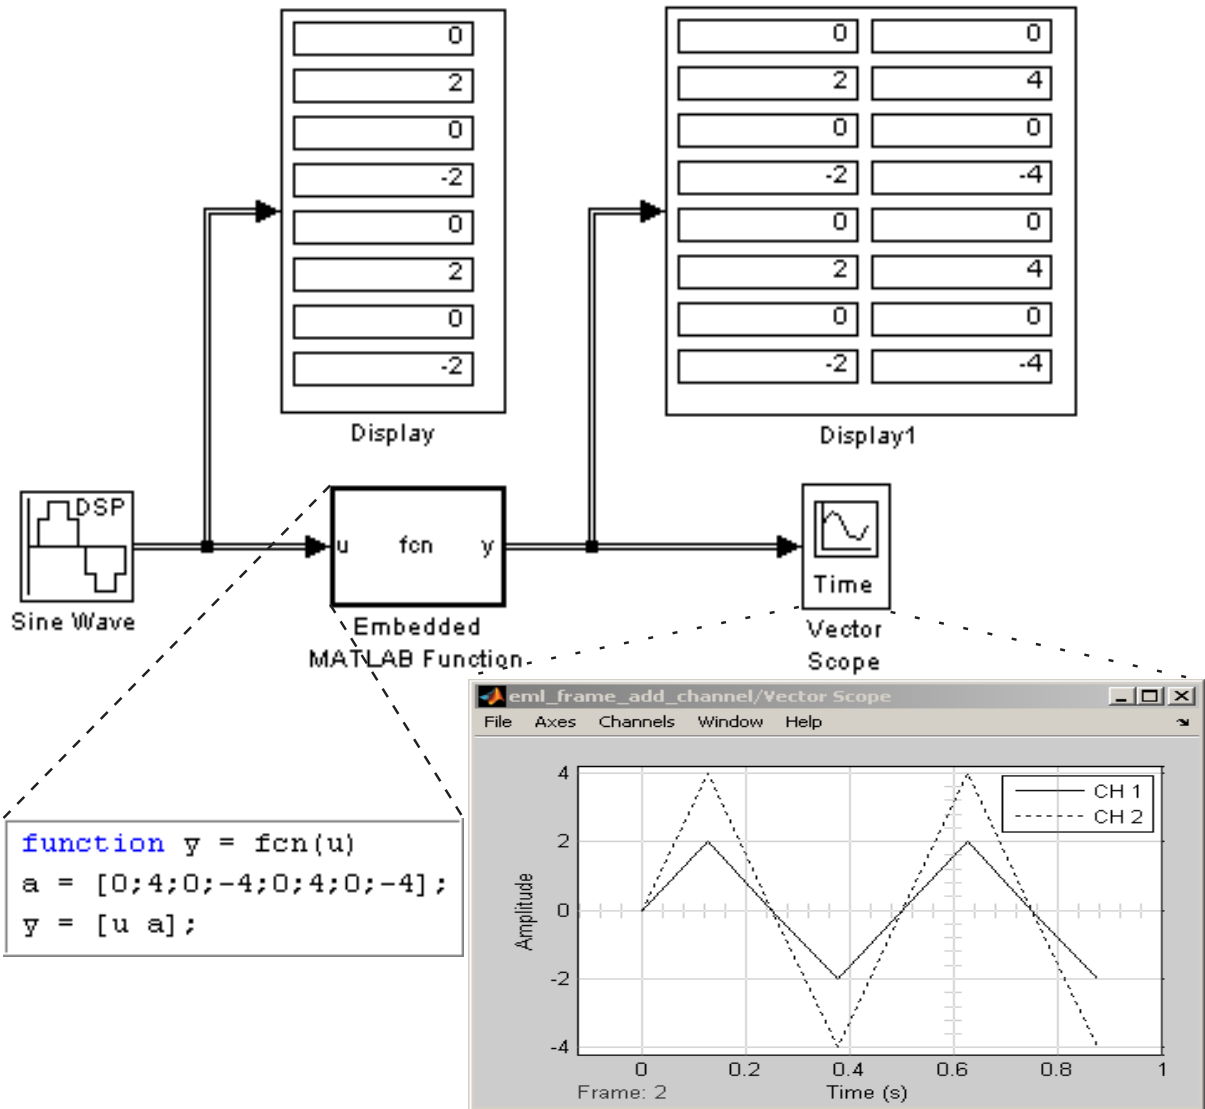 0
2
0
-2
0
2
0
-2
Display
0 0
2 4
0 0
-2 -4
0 0
2 4
0 0
-2 -4
Display1
DSP
Sine Wave
u fcn y
Embedded
MATLAB Function
Time
Vector
Scope
function y = fcn(u)
a = [0;4;0;-4;0;4;0;-4];
y = [u a];
eml_frame_add_channel/Vector Scope
File Axes Channels Window Help
CH 1
CH 2
4
2
0
-2
-4
Amplitude
0 0.2 0.4 0.6 0.8 1
Frame: 2
Time (s)